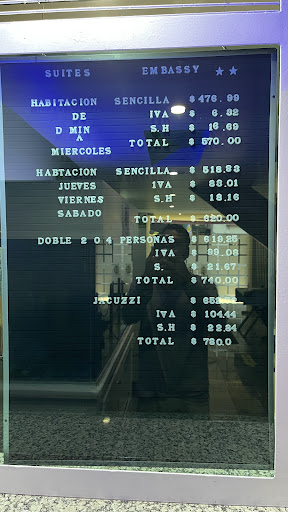 SUITES EMBASSY ★★
HABITACION SENCILLA $ 476.99
DE IVA $ 6.32
D MIN S.H $ 16.69
A TOTAL $ 570.00
MIERCOLES
HABTACION SENCILLA $ 518.83
JUEVES IVA $ 83.01
VIERNES S.H $ 18.16
SABADO
TOTAL $ 620.00
DOBLE 2 O 4 PERSONAS $ 619.25
IVA $ 99.08
S. $ 21.67
TOTAL $ 740.00
JACUZZI $
IVA $ 104.44
S.H $ 22.84
TOTAL $ 780.0